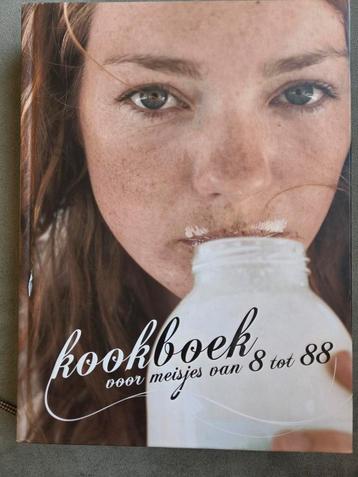 kookboek
voor meisjes van 8 tot 88